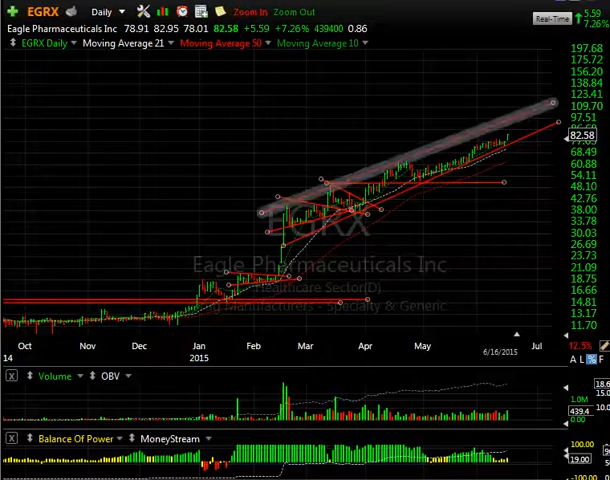 EGRX Daily Zoom In Zoom Out Real-Time 5.59 7.26%
Eagle Pharmaceuticals Inc 78.91 82.95 78.01 82.58 +5.59 +7.26% 439400 0.86
EGRX Daily Moving Average 21 Moving Average 50 Moving Average 10
197.68
175.72
156.20
138.84
123.41
109.70
97.51
82.58
68.49
60.88
54.11
48.10
42.76
38.00
33.78
30.03
26.69
23.73
21.09
18.75
16.66
14.81
13.17
11.70
EGRX
Eagle Pharmaceuticals Inc
Healthcare Sector(D)
Manufacturers - Specialty & Generic
Oct Nov Dec Jan Feb Mar Apr May Jul
14 2015 6/16/2015
A L % F
X Volume OBV
1.0M
439.4
0.00
X Balance Of Power MoneyStream
100.00
19.00
-100.00